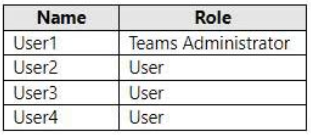 Name Role
User1 Teams Administrator
User2 User
User3 User
User4 User